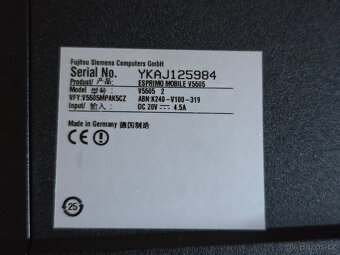 Fujitsu Siemens Computers GmbH
Serial No. YKAJ125984
Product/产品: ESPRIMO MOBILE V5505
Model 型号: V5505 2
VFY:V5505MPAK5CZ ABN:K240-V100-319
Input/ 输入: DC 20V ⎓ 4.5A
Made in Germany 德国制造
25